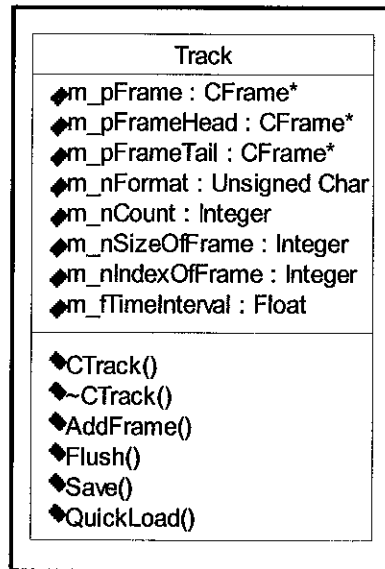 Track
m_pFrame : CFrame*
m_pFrameHead : CFrame*
m_pFrameTail : CFrame*
m_nFormat : Unsigned Char
m_nCount : Integer
m_nSizeOfFrame : Integer
m_nIndexOfFrame : Integer
m_fTimeInterval : Float
CTrack()
~CTrack()
AddFrame()
Flush()
Save()
QuickLoad()